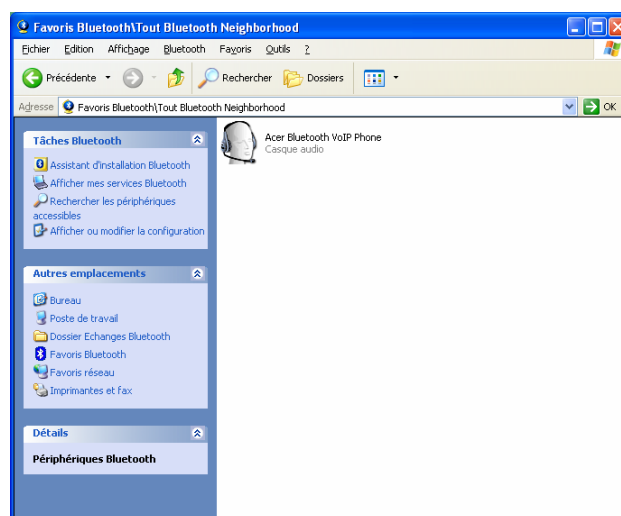 Favoris Bluetooth\Tout Bluetooth Neighborhood
Fichier Edition Affichage Bluetooth Favoris Outils ?
Précédente Rechercher Dossiers
Adresse Favoris Bluetooth\Tout Bluetooth Neighborhood OK
Tâches Bluetooth
Assistant d'installation Bluetooth
Afficher mes services Bluetooth
Rechercher les périphériques
accessibles
Afficher ou modifier la configuration
Autres emplacements
Bureau
Poste de travail
Dossier Echanges Bluetooth
Favoris Bluetooth
Favoris réseau
Imprimantes et fax
Détails
Périphériques Bluetooth
Acer Bluetooth VoIP Phone
Casque audio